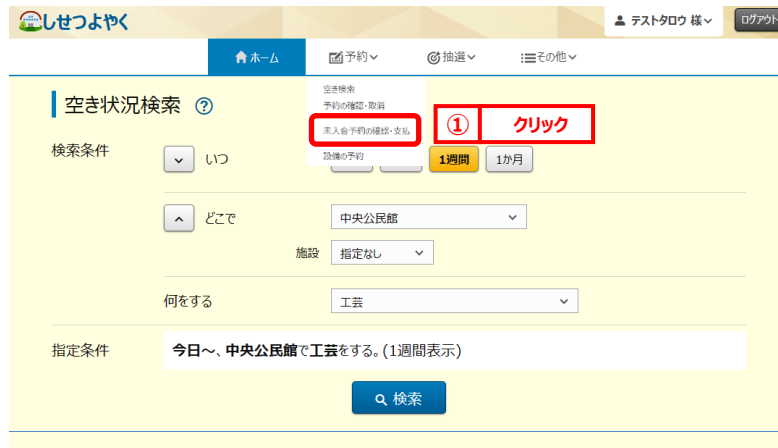 しせつよやく
テストタロウ 様
ログアウト
ホーム
予約
抽選
その他
空き検索
予約の確認・取消
未入金予約の確認・支払
設備の予約
① クリック
空き状況検索 ?
検索条件
いつ
1週間
1か月
どこで
中央公民館
施設
指定なし
何をする
工芸
指定条件
今日~、中央公民館で工芸をする。(1週間表示)
検索